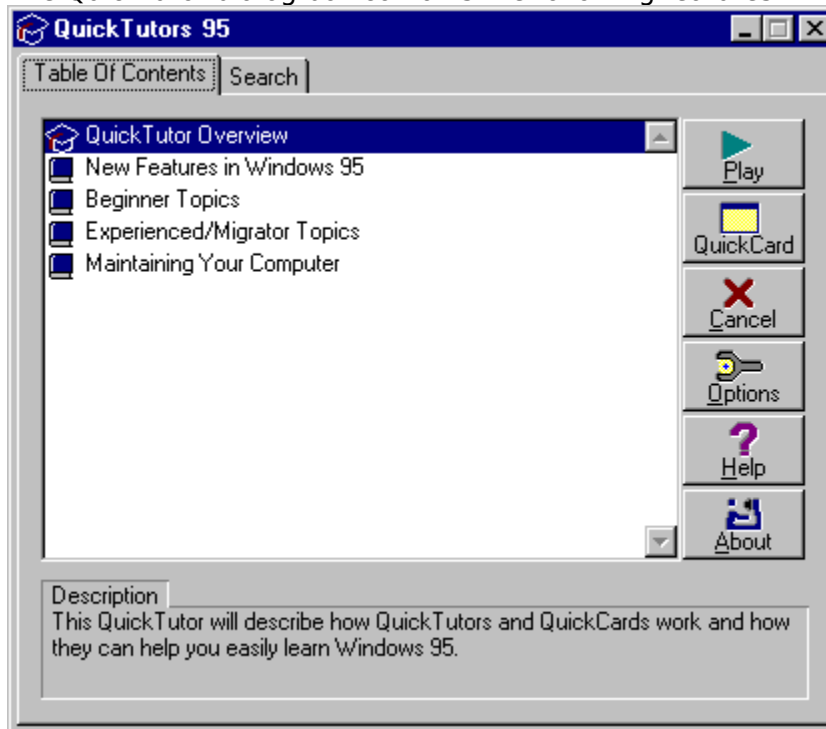 QuickTutors 95
Table Of Contents
Search
QuickTutor Overview
New Features in Windows 95
Beginner Topics
Experienced/Migrator Topics
Maintaining Your Computer
Play
QuickCard
Cancel
Options
Help
About
Description
This QuickTutor will describe how QuickTutors and QuickCards work and how
they can help you easily learn Windows 95.